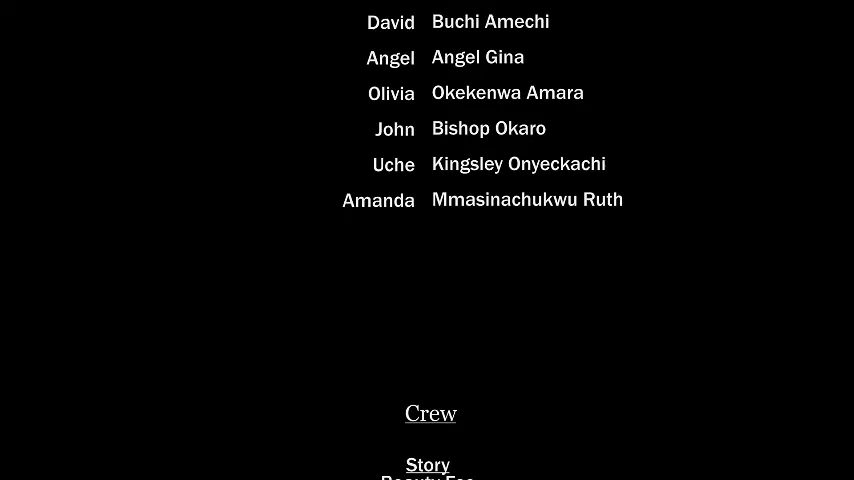 David Buchi Amechi
Angel Angel Gina
Olivia Okekenwa Amara
John Bishop Okaro
Uche Kingsley Onyeckachi
Amanda Mmasinachukwu Ruth
Crew
Story